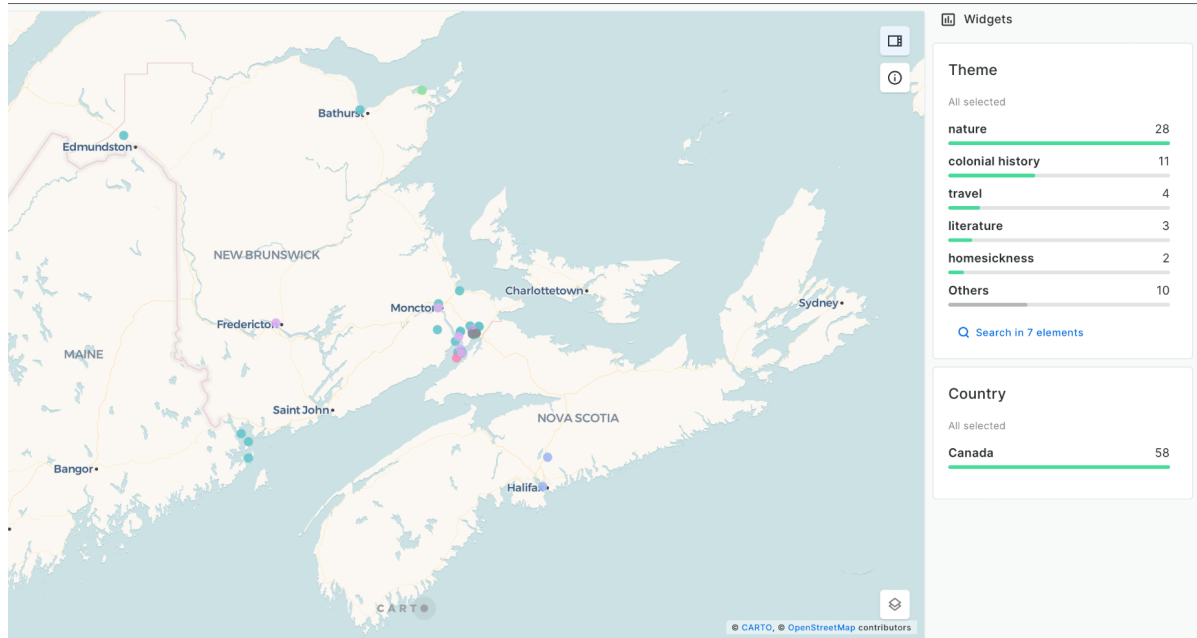 Widgets
Theme
All selected
nature 28
colonial history 11
travel 4
literature 3
homesickness 2
Others 10
Search in 7 elements
Country
All selected
Canada 58
Bathurst
Edmundston
NEW BRUNSWICK
Charlottetown
Moncton
Sydney
Fredericton
MAINE
Saint John
NOVA SCOTIA
Bangor
Halifax
CARTO
© CARTO, © OpenStreetMap contributors